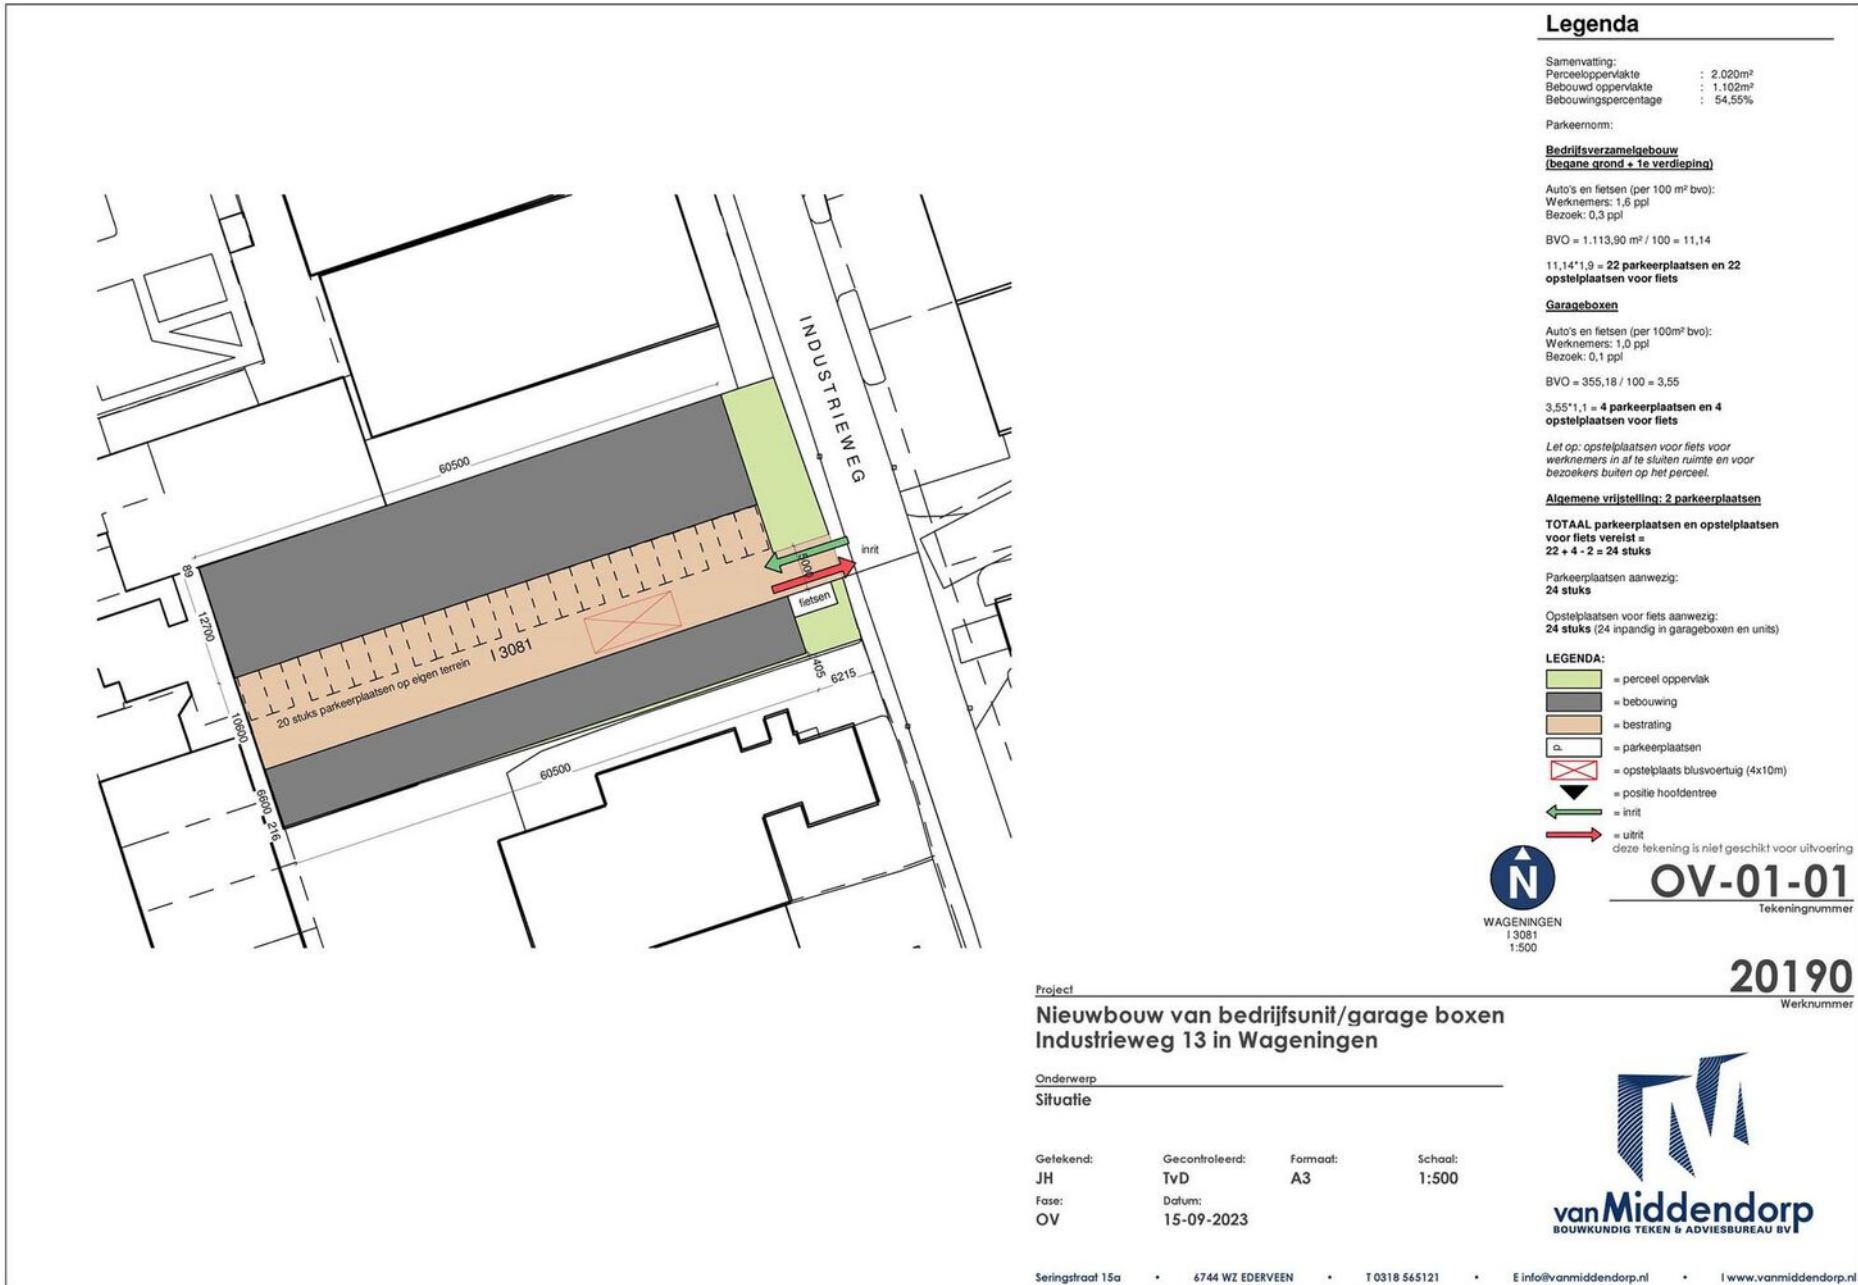 Legenda
Samenvatting:
Perceeloppervlakte : 2.020m²
Bebouwd oppervlakte : 1.102m²
Bebouwingspercentage : 54,55%
Parkeernorm:
Bedrijfsverzamelgebouw
(begane grond + 1e verdieping)
Auto's en fietsen (per 100 m² bvo):
Werknemers: 1,6 ppl
Bezoek: 0,3 ppl
BVO = 1.113,90 m² / 100 = 11,14
11,14*1,9 = 22 parkeerplaatsen en 22
opstelplaatsen voor fiets
Garageboxen
Auto's en fietsen (per 100m² bvo):
Werknemers: 1,0 ppl
Bezoek: 0,1 ppl
BVO = 355,18 / 100 = 3,55
3,55*1,1 = 4 parkeerplaatsen en 4
opstelplaatsen voor fiets
Let op: opstelplaatsen voor fiets voor
werknemers in af te sluiten ruimte en voor
bezoekers buiten op het perceel.
Algemene vrijstelling: 2 parkeerplaatsen
TOTAAL parkeerplaatsen en opstelplaatsen
voor fiets vereist =
22 + 4 - 2 = 24 stuks
Parkeerplaatsen aanwezig:
24 stuks
Opstelplaatsen voor fiets aanwezig:
24 stuks (24 inpandig in garageboxen en units)
LEGENDA:
= perceel oppervlak
= bebouwing
= bestrating
p = parkeerplaatsen
= opstelplaats blusvoertuig (4x10m)
= positie hoofdentree
= inrit
= uitrit
deze tekening is niet geschikt voor uitvoering
INDUSTRIEWEG
60500
inrit
5000
fietsen
89
12700
I 3081
20 stuks parkeerplaatsen op eigen terrein
10600
405
6215
60500
6600
216
N
WAGENINGEN
I 3081
1:500
OV-01-01
Tekeningnummer
20190
Werknummer
Project
Nieuwbouw van bedrijfsunit/garage boxen
Industrieweg 13 in Wageningen
Onderwerp
Situatie
Getekend: Gecontroleerd: Formaat: Schaal:
JH TvD A3 1:500
Fase: Datum:
OV 15-09-2023
vanMiddendorp
BOUWKUNDIG TEKEN & ADVIESBUREAU BV
Seringstraat 15a • 6744 WZ EDERVEEN • T 0318 565121 • E info@vanmiddendorp.nl • I www.vanmiddendorp.nl